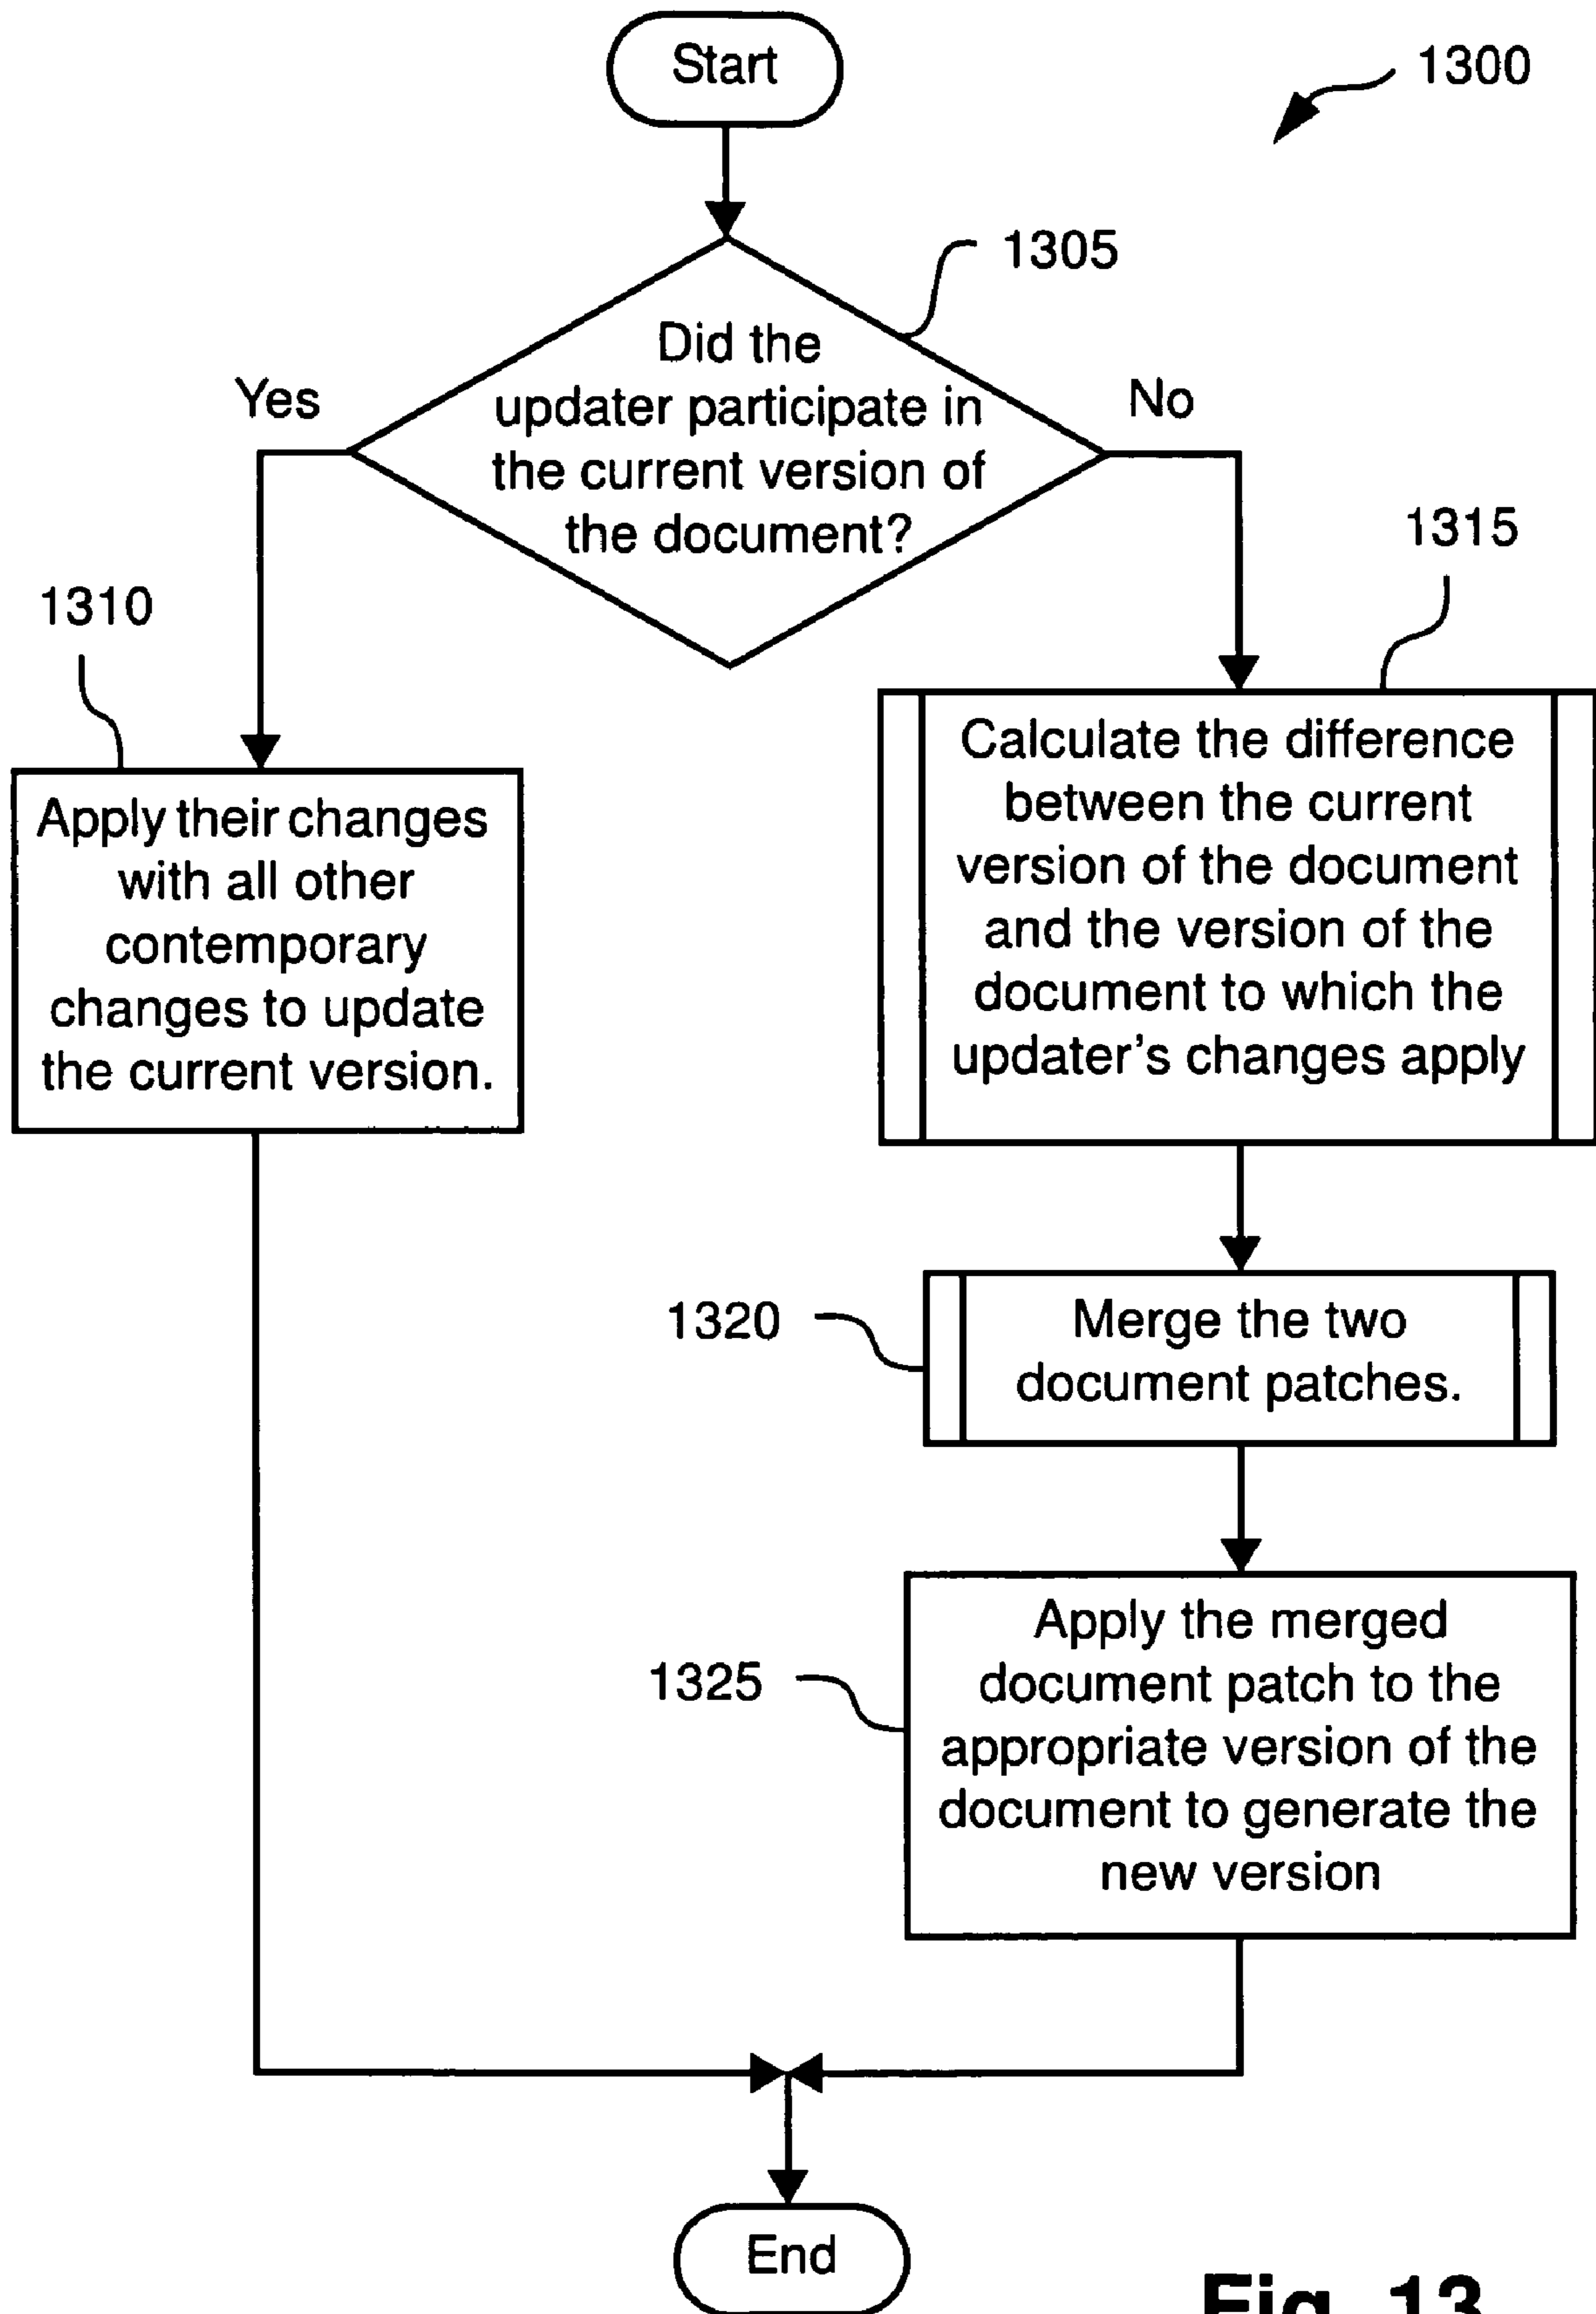 Start
1300
1305
Did the
updater participate in
the current version of
the document?
Yes
No
1310
1315
Apply their changes
with all other
contemporary
changes to update
the current version.
Calculate the difference
between the current
version of the document
and the version of the
document to which the
updater's changes apply
1320
Merge the two
document patches.
1325
Apply the merged
document patch to the
appropriate version of the
document to generate the
new version
End
Fig. 13